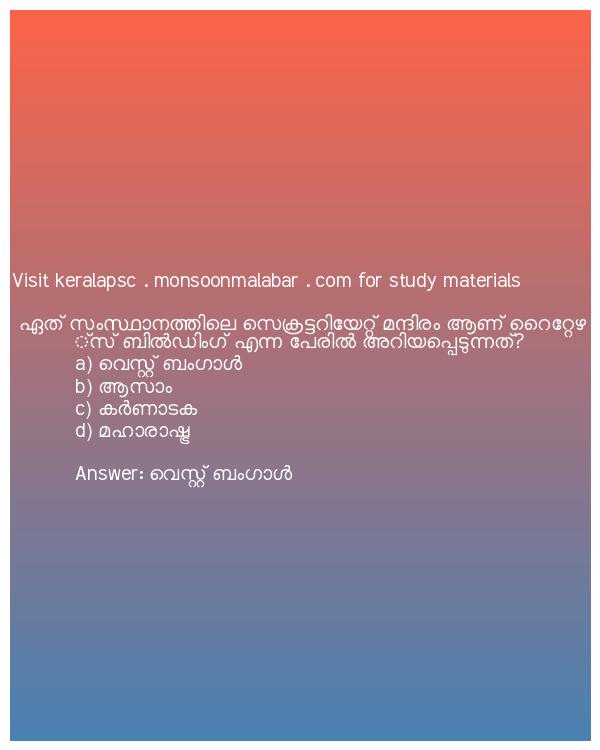 Visit keralapsc . monsoonmalabar . com for study materials
ഏത് സംസ്ഥാനത്തിലെ സെക്രട്ടറിയേറ്റ് മന്ദിരം ആണ് റൈറ്റേഴ
്സ് ബിൽഡിംഗ് എന്ന പേരിൽ അറിയപ്പെടുന്നത്?
a) വെസ്റ്റ് ബംഗാൾ
b) ആസാം
c) കർണാടക
d) മഹാരാഷ്ട്ര
Answer: വെസ്റ്റ് ബംഗാൾ